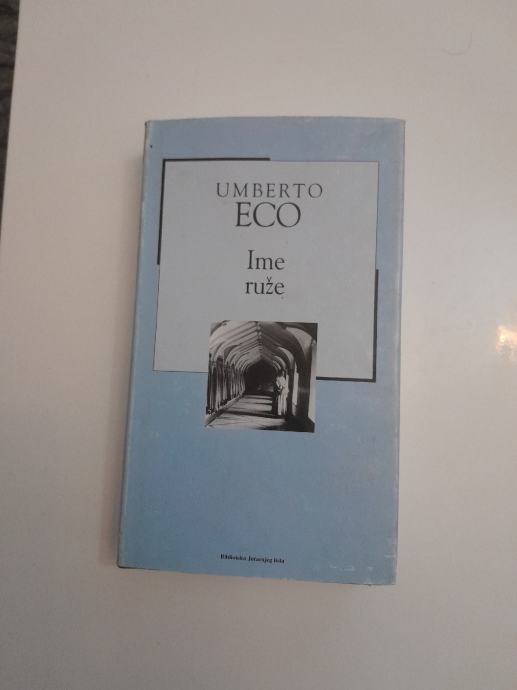 UMBERTO
ECO
Ime
ruže
Biblioteka Jutarnjeg lista